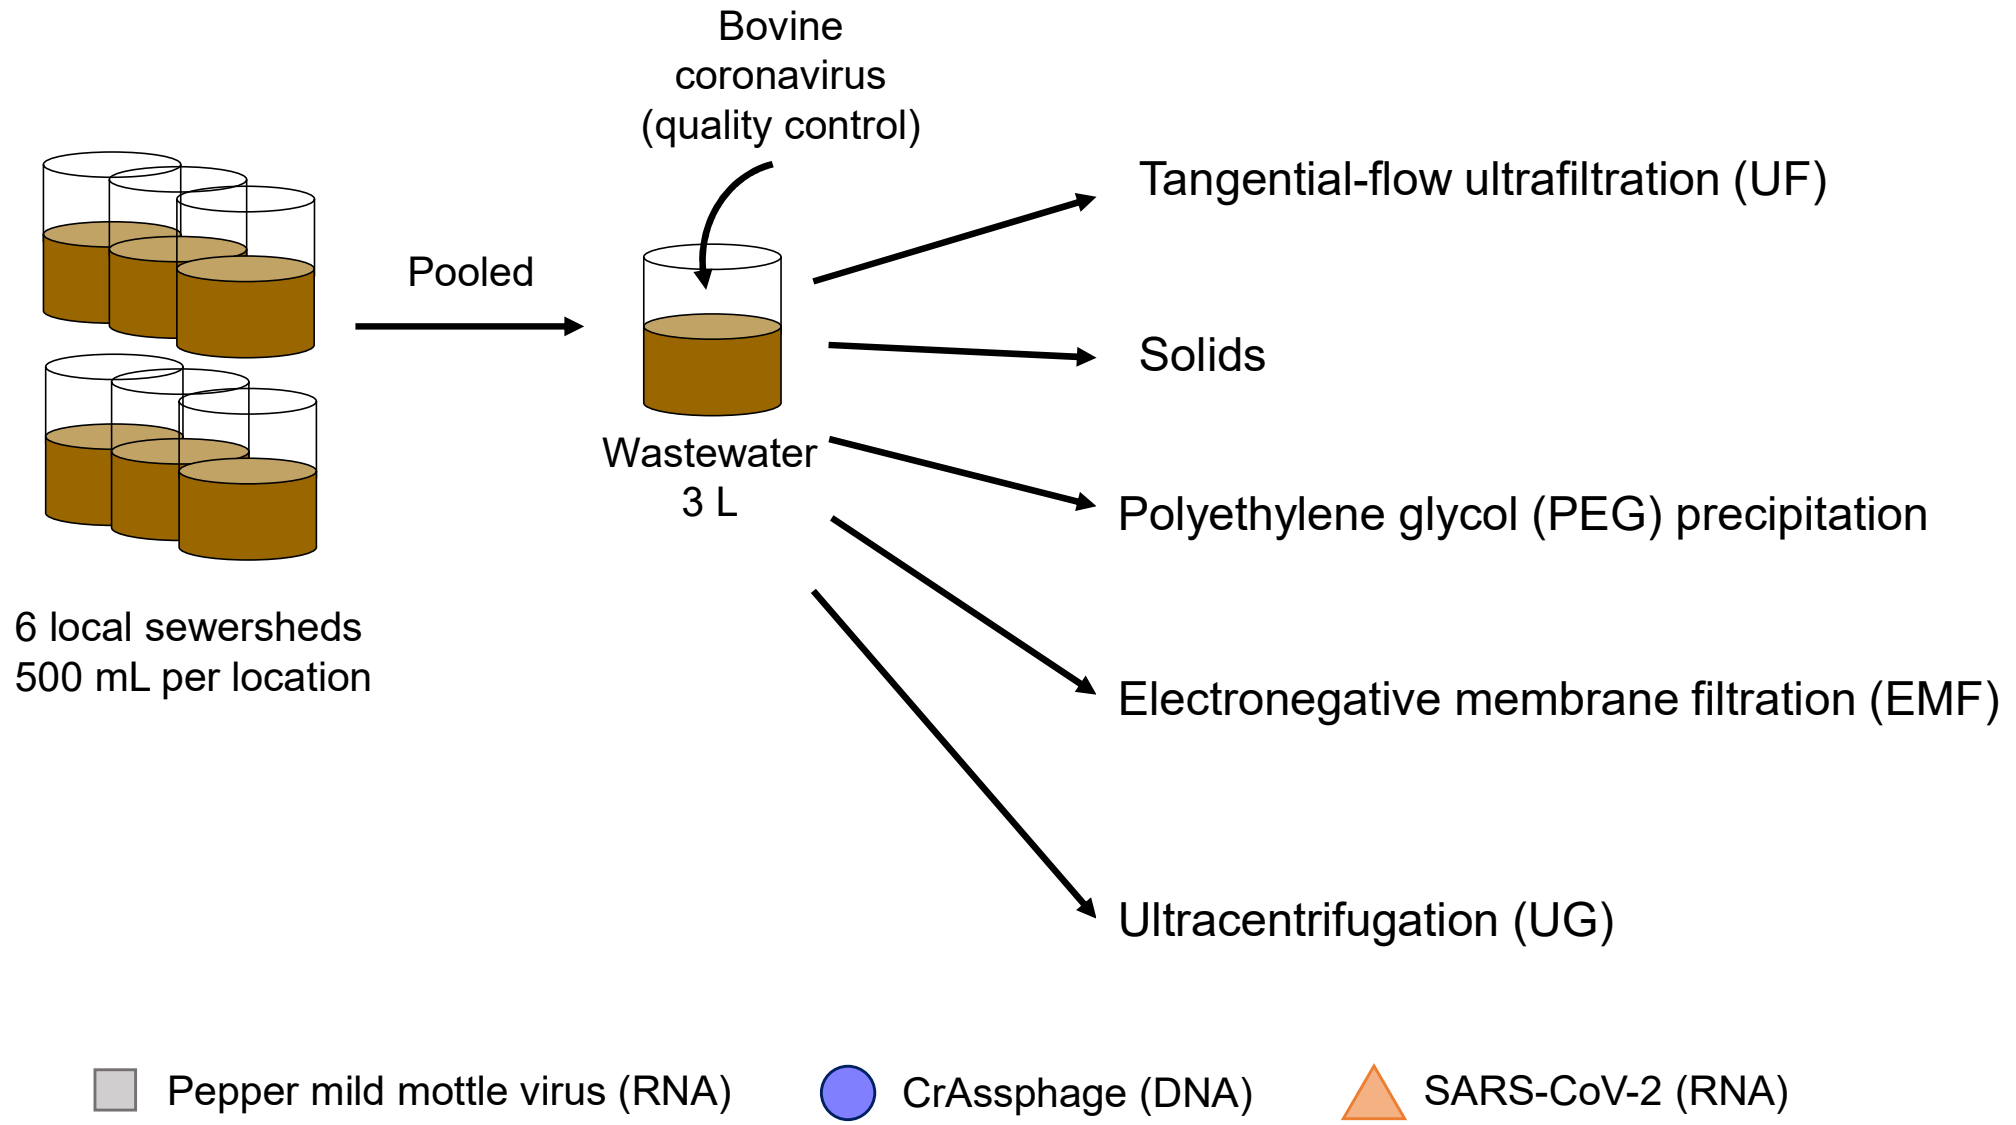 Bovine
coronavirus
(quality control)
Pooled
Wastewater
3 L
6 local sewersheds
500 mL per location
Tangential-flow ultrafiltration (UF)
Solids
Polyethylene glycol (PEG) precipitation
Electronegative membrane filtration (EMF)
Ultracentrifugation (UG)
Pepper mild mottle virus (RNA)
CrAssphage (DNA)
SARS-CoV-2 (RNA)